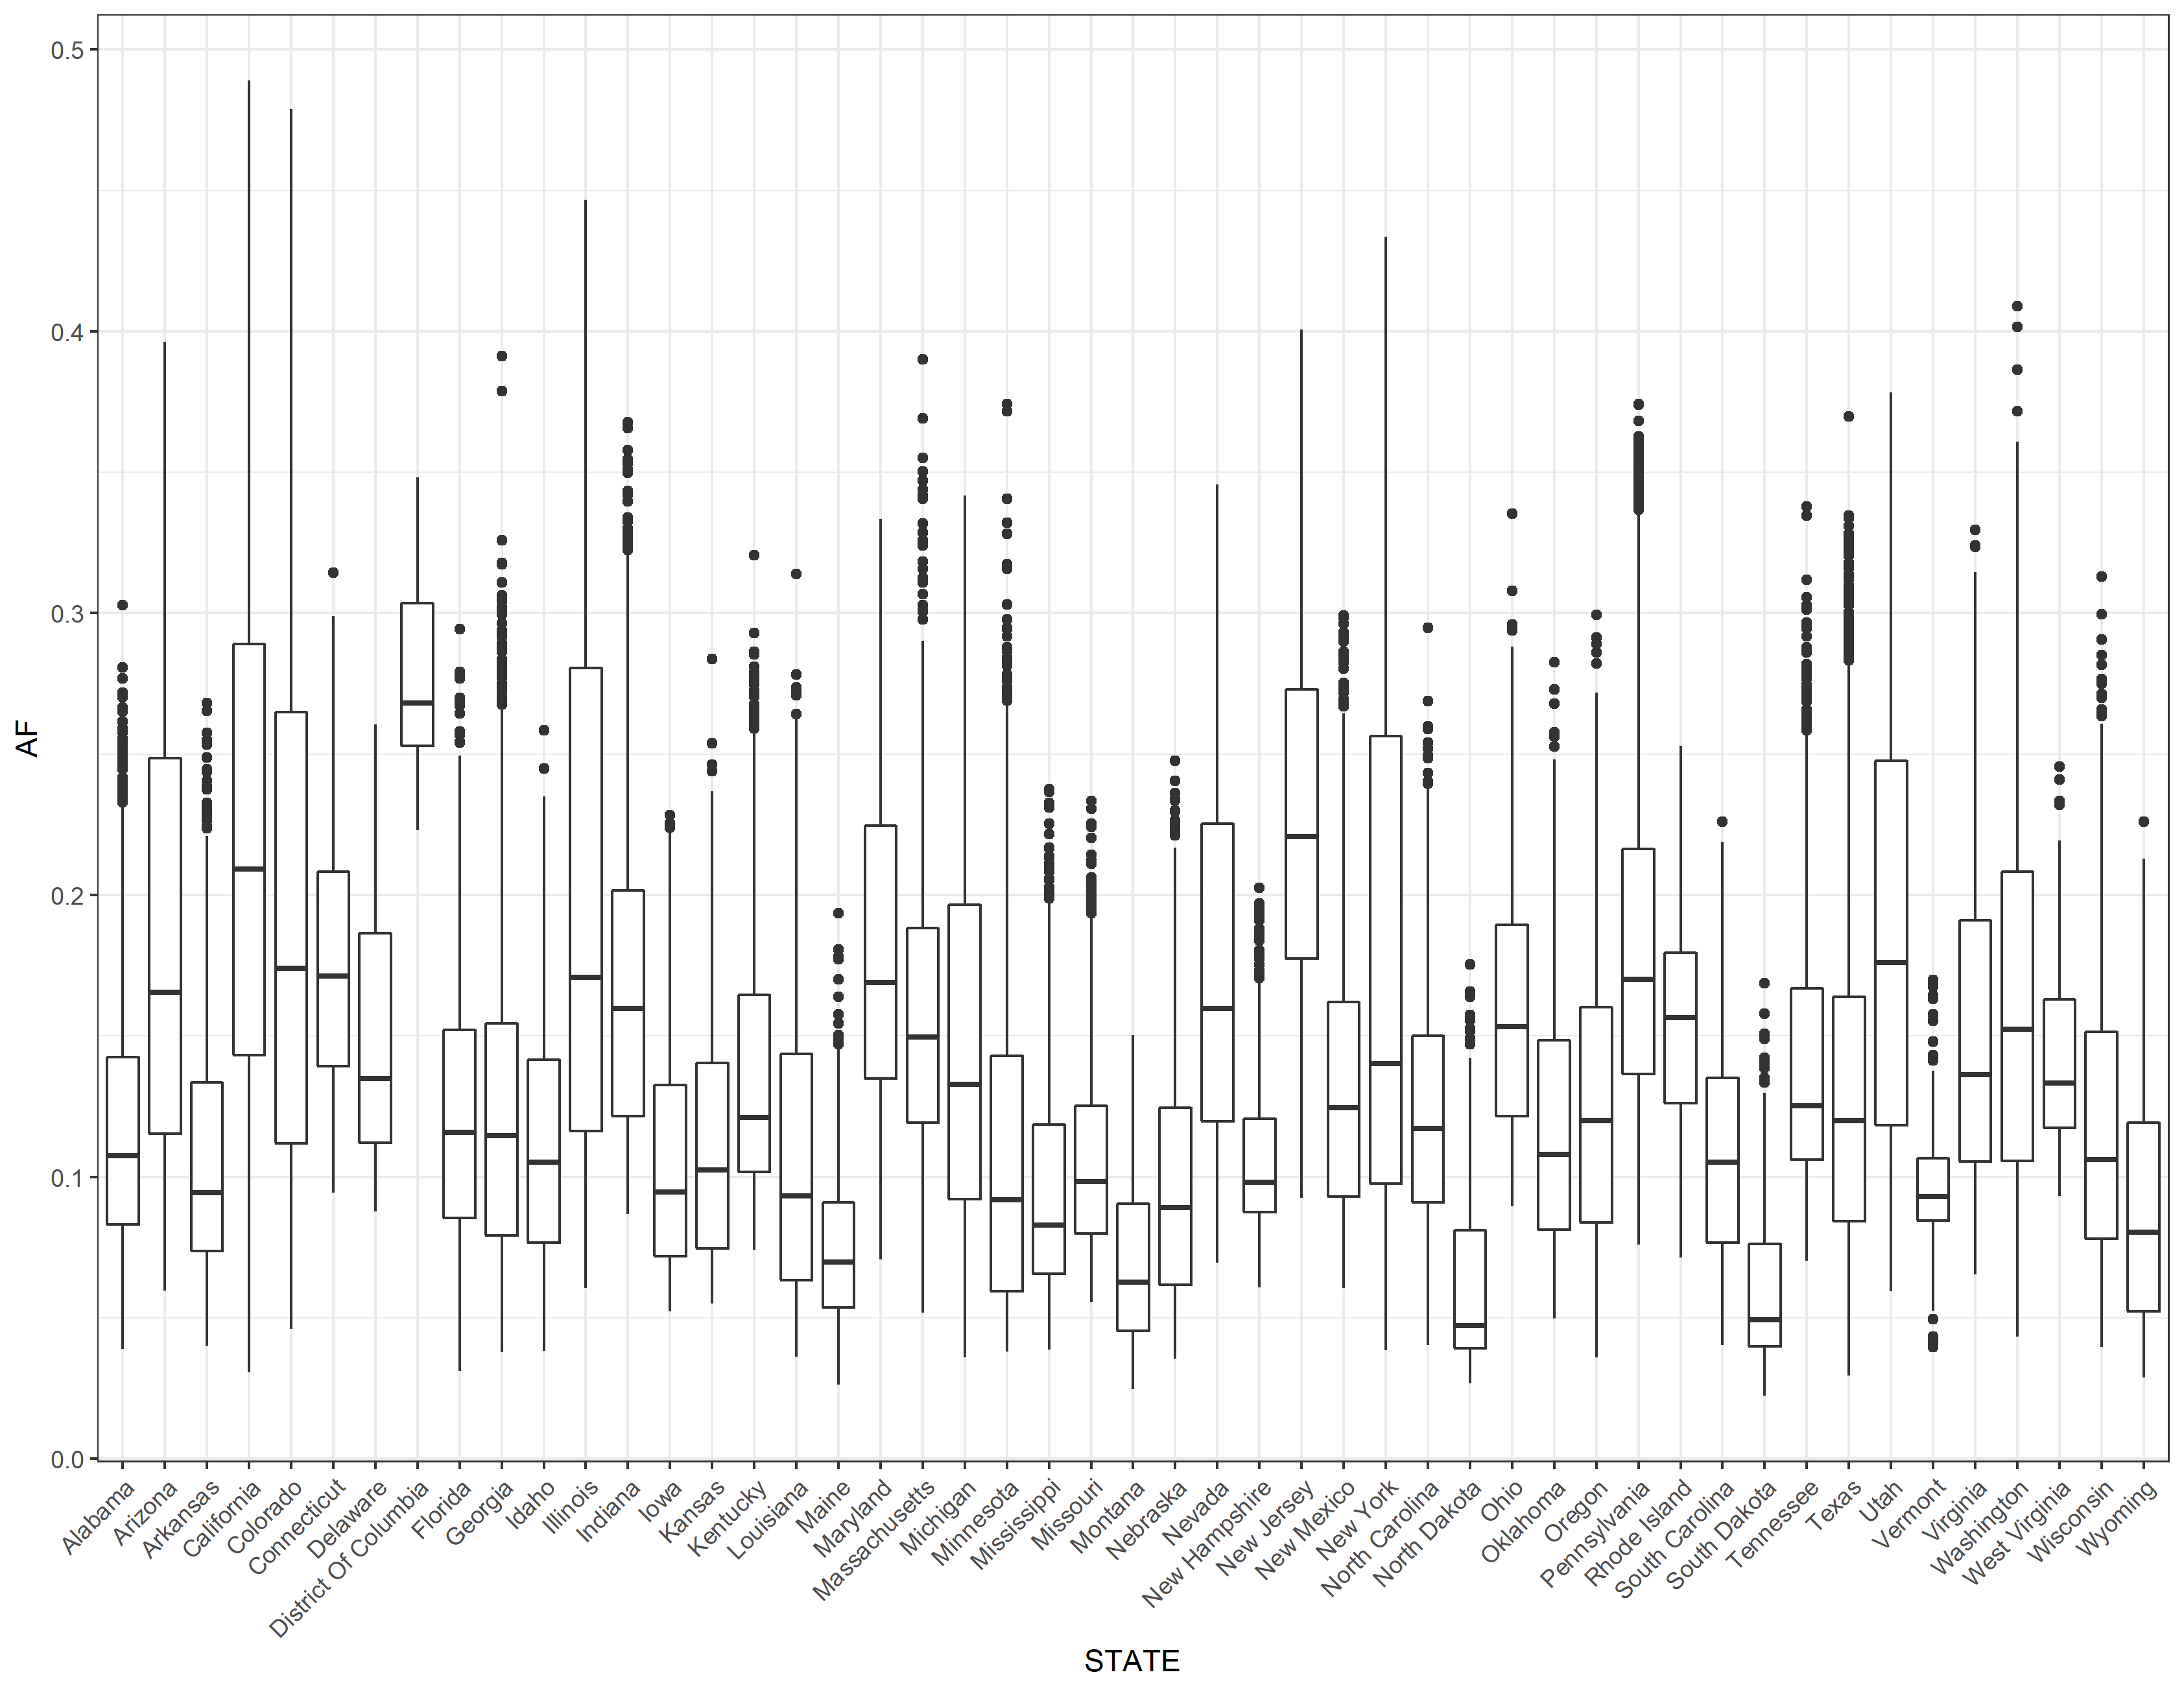 0.5
0.4
0.3
0.2
0.1
0.0
AF
Alabama
Arizona
Arkansas
California
Colorado
Connecticut
Delaware
District Of Columbia
Florida
Georgia
Idaho
Illinois
Indiana
Iowa
Kansas
Kentucky
Louisiana
Maine
Maryland
Massachusetts
Michigan
Minnesota
Mississippi
Missouri
Montana
Nebraska
Nevada
New Hampshire
New Jersey
New Mexico
New York
North Carolina
North Dakota
Ohio
Oklahoma
Oregon
Pennsylvania
Rhode Island
South Carolina
South Dakota
Tennessee
Texas
Utah
Vermont
Virginia
Washington
West Virginia
Wisconsin
Wyoming
STATE